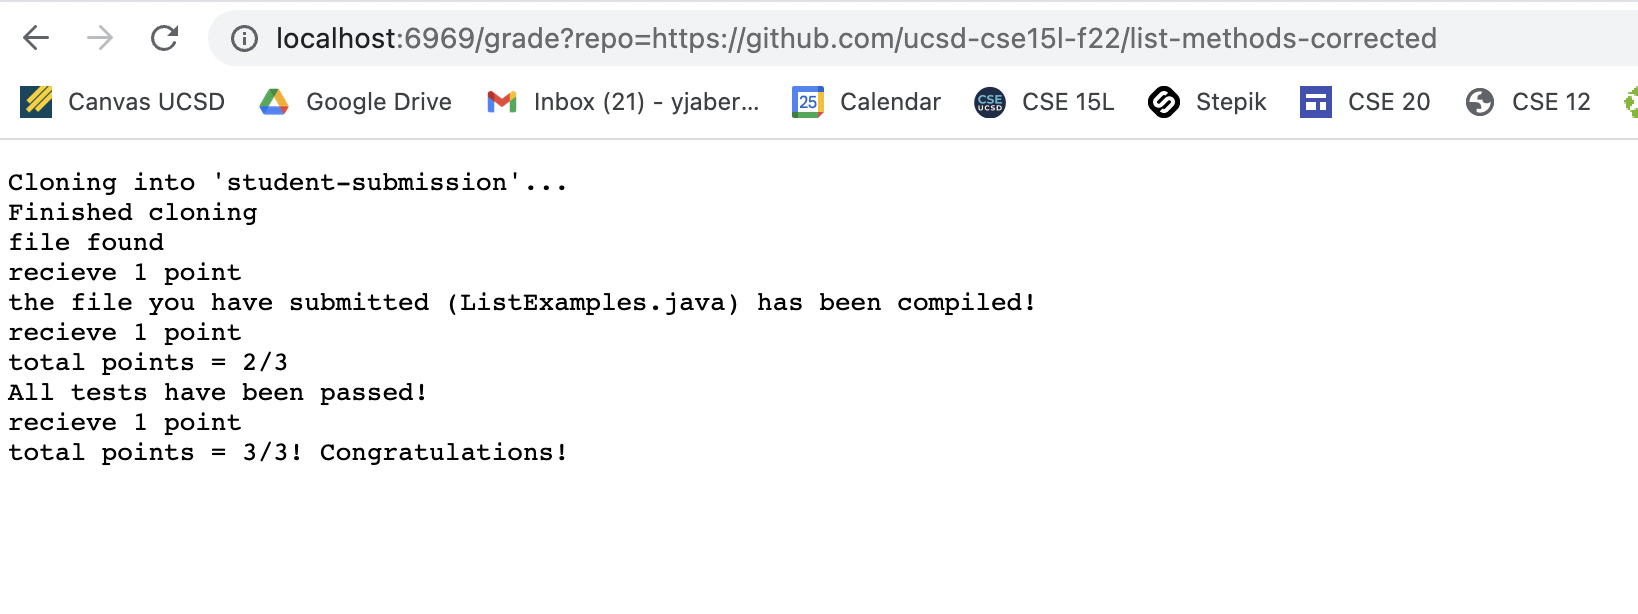 localhost:6969/grade?repo=https://github.com/ucsd-cse15l-f22/list-methods-corrected
Canvas UCSD Google Drive Inbox (21) - yjaber... 25 Calendar CSE UCSD CSE 15L Stepik CSE 20 CSE 12
Cloning into 'student-submission'...
Finished cloning
file found
recieve 1 point
the file you have submitted (ListExamples.java) has been compiled!
recieve 1 point
total points = 2/3
All tests have been passed!
recieve 1 point
total points = 3/3! Congratulations!